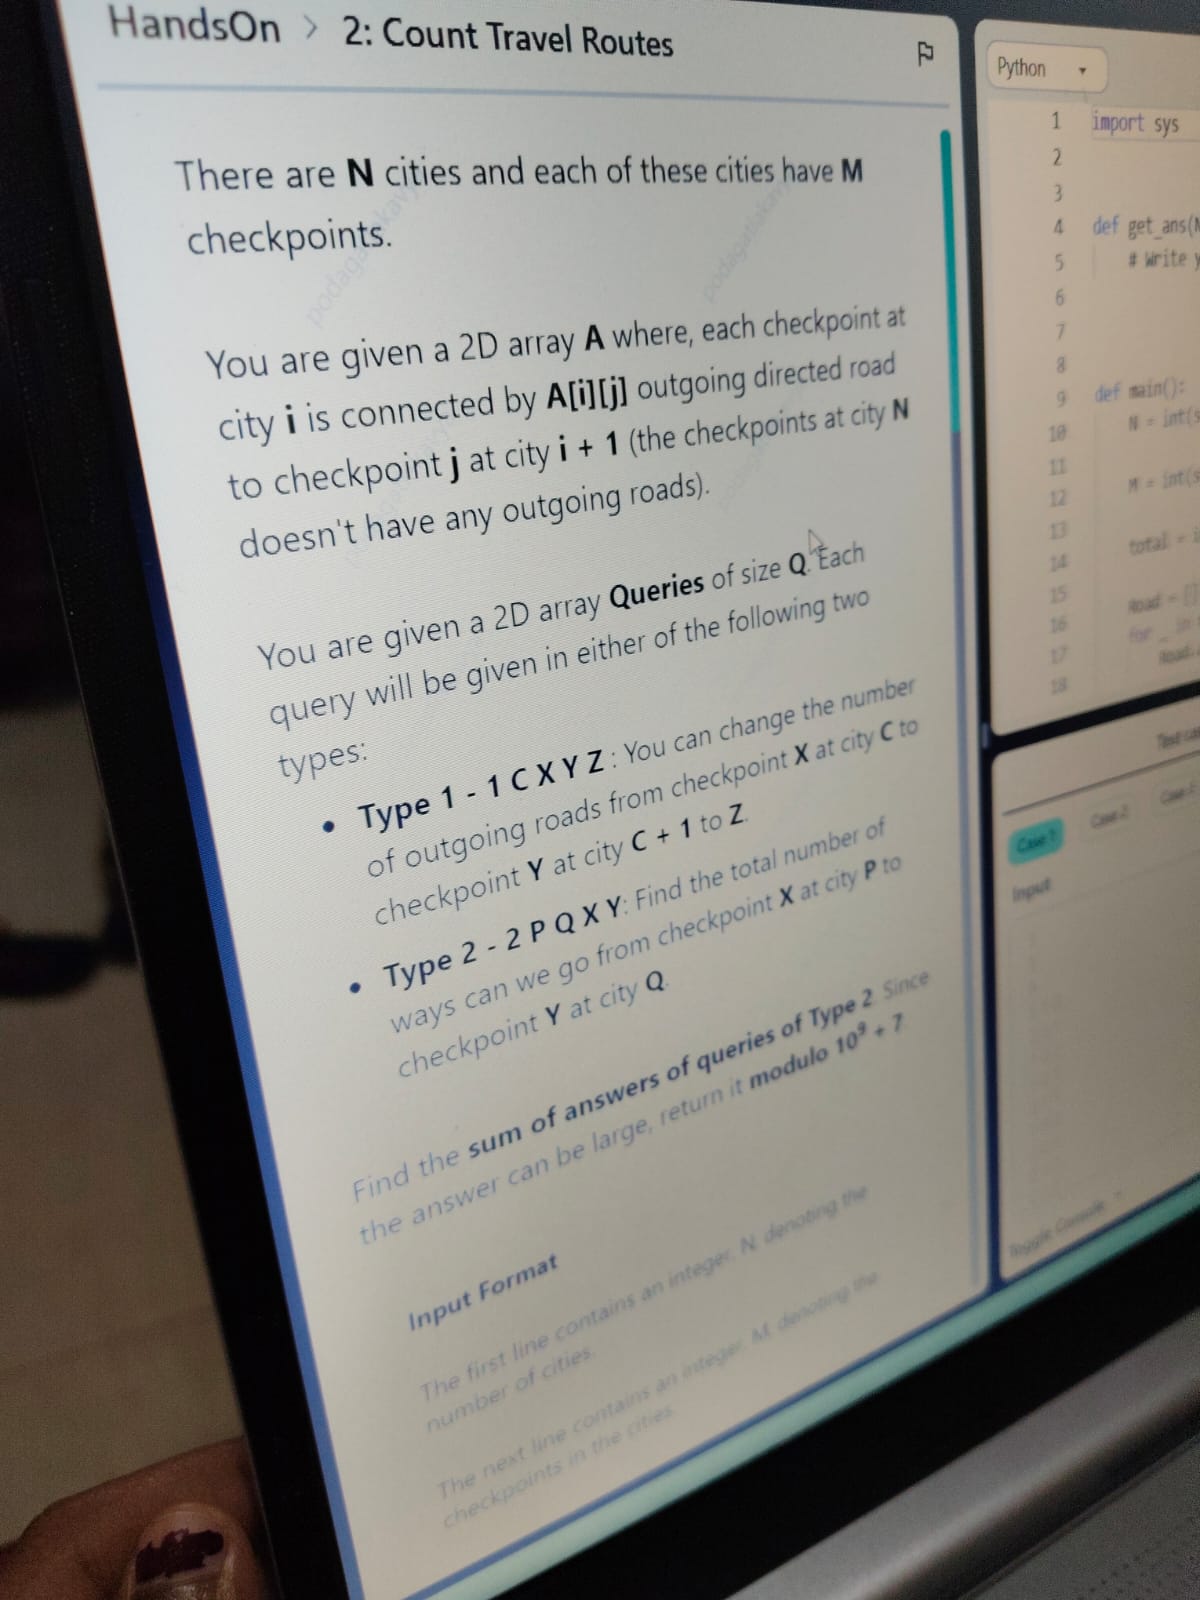 HandsOn > 2: Count Travel Routes
There are N cities and each of these cities have M
checkpoints.
You are given a 2D array A where, each checkpoint at
city i is connected by A[i][j] outgoing directed road
to checkpoint j at city i + 1 (the checkpoints at city N
doesn't have any outgoing roads).
You are given a 2D array Queries of size Q. Each
query will be given in either of the following two
types:
• Type 1 - 1 C X Y Z : You can change the number
of outgoing roads from checkpoint X at city C to
checkpoint Y at city C + 1 to Z.
• Type 2 - 2 P Q X Y: Find the total number of
ways can we go from checkpoint X at city P to
checkpoint Y at city Q.
Find the sum of answers of queries of Type 2. Since
the answer can be large, return it modulo 10⁹ + 7
Input Format
The first line contains an integer, N, denoting the
number of cities.
The next line contains an integer, M, denoting the
checkpoints in the cities.
Python
1 import sys
2
3
4 def get_ans(N
5 # Write y
6
7
8
9 def main():
10 N = int(s
11
12 M = int(s
13
14 total = i
15
16 Road = []
17 for _ in
18 Road.
Case 1 Case 2
Input:
Toggle Console